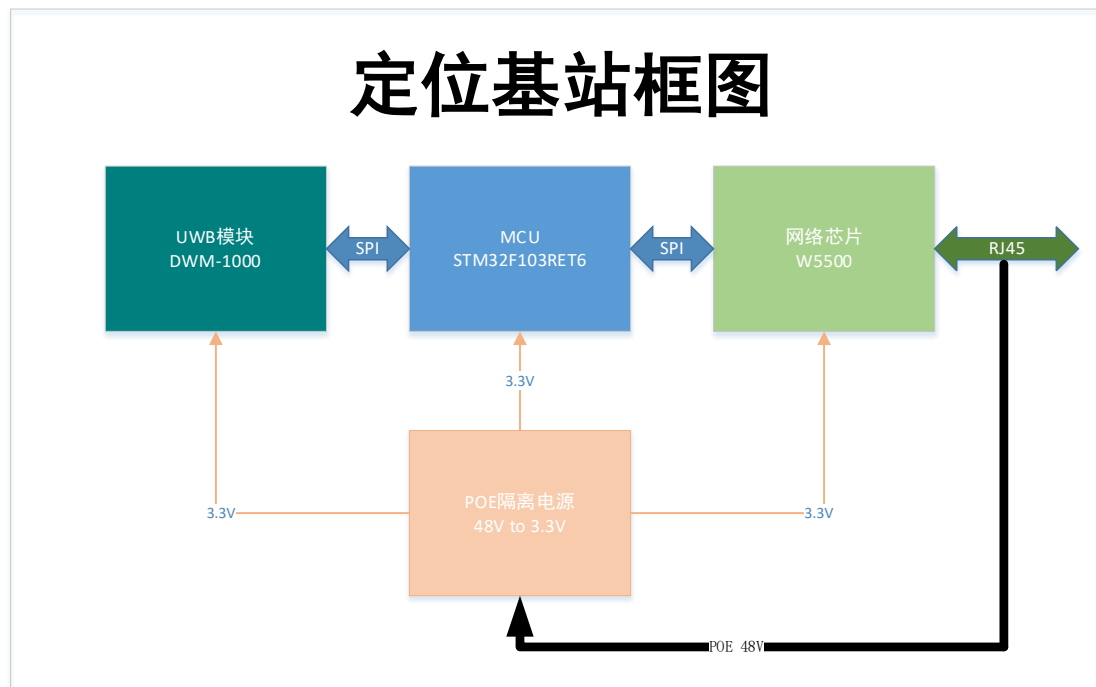 定位基站框图
UWB模块
DWM-1000
SPI
MCU
STM32F103RET6
SPI
网络芯片
W5500
RJ45
3.3V
POE隔离电源
48V to 3.3V
3.3V
3.3V
POE 48V